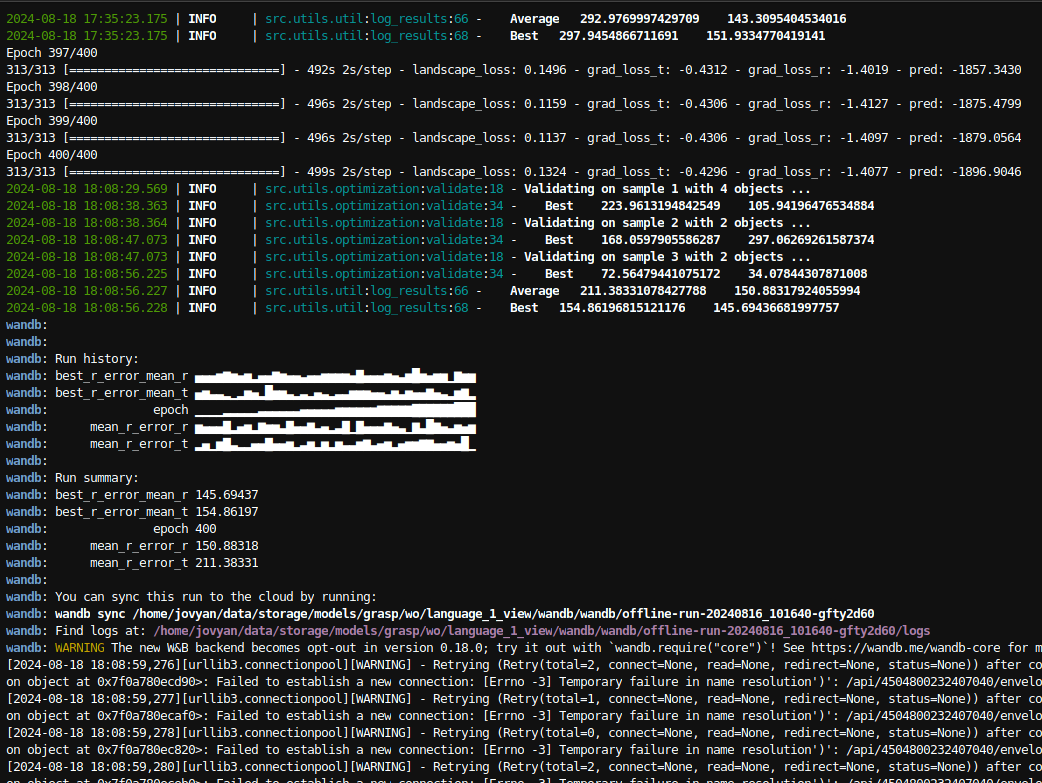 2024-08-18 17:35:23.175 | INFO     | src.utils.util:log_results:66 -    Average   292.9769997429709    143.3095404534016
2024-08-18 17:35:23.175 | INFO     | src.utils.util:log_results:68 -    Best   297.9454866711691    151.9334770419141
Epoch 397/400
313/313 [==============================] - 492s 2s/step - landscape_loss: 0.1496 - grad_loss_t: -0.4312 - grad_loss_r: -1.4019 - pred: -1857.3430
Epoch 398/400
313/313 [==============================] - 496s 2s/step - landscape_loss: 0.1159 - grad_loss_t: -0.4306 - grad_loss_r: -1.4127 - pred: -1875.4799
Epoch 399/400
313/313 [==============================] - 496s 2s/step - landscape_loss: 0.1137 - grad_loss_t: -0.4306 - grad_loss_r: -1.4097 - pred: -1879.0564
Epoch 400/400
313/313 [==============================] - 499s 2s/step - landscape_loss: 0.1324 - grad_loss_t: -0.4296 - grad_loss_r: -1.4077 - pred: -1896.9046
2024-08-18 18:08:29.569 | INFO     | src.utils.optimization:validate:18 - Validating on sample 1 with 4 objects ...
2024-08-18 18:08:38.363 | INFO     | src.utils.optimization:validate:34 -    Best    223.9613194842549    105.94196476534884
2024-08-18 18:08:38.364 | INFO     | src.utils.optimization:validate:18 - Validating on sample 2 with 2 objects ...
2024-08-18 18:08:47.073 | INFO     | src.utils.optimization:validate:34 -    Best    168.0597905586287    297.06269261587374
2024-08-18 18:08:47.073 | INFO     | src.utils.optimization:validate:18 - Validating on sample 3 with 2 objects ...
2024-08-18 18:08:56.225 | INFO     | src.utils.optimization:validate:34 -    Best    72.56479441075172    34.07844307871008
2024-08-18 18:08:56.227 | INFO     | src.utils.util:log_results:66 -    Average   211.38331078427788    150.88317924055994
2024-08-18 18:08:56.228 | INFO     | src.utils.util:log_results:68 -    Best   154.86196815121176    145.69436681997757
wandb:
wandb:
wandb: Run history:
wandb: best_r_error_mean_r
wandb: best_r_error_mean_t
wandb:               epoch
wandb:      mean_r_error_r
wandb:      mean_r_error_t
wandb:
wandb: Run summary:
wandb: best_r_error_mean_r 145.69437
wandb: best_r_error_mean_t 154.86197
wandb:               epoch 400
wandb:      mean_r_error_r 150.88318
wandb:      mean_r_error_t 211.38331
wandb:
wandb: You can sync this run to the cloud by running:
wandb: wandb sync /home/jovyan/data/storage/models/grasp/wo/language_1_view/wandb/wandb/offline-run-20240816_101640-gfty2d60
wandb: Find logs at: /home/jovyan/data/storage/models/grasp/wo/language_1_view/wandb/wandb/offline-run-20240816_101640-gfty2d60/logs
wandb: WARNING The new W&B backend becomes opt-out in version 0.18.0; try it out with `wandb.require("core")`! See https://wandb.me/wandb-core for m
[2024-08-18 18:08:59,276][urllib3.connectionpool][WARNING] - Retrying (Retry(total=2, connect=None, read=None, redirect=None, status=None)) after co
on object at 0x7f0a780ecd90>: Failed to establish a new connection: [Errno -3] Temporary failure in name resolution')': /api/4504800232407040/envelo
[2024-08-18 18:08:59,277][urllib3.connectionpool][WARNING] - Retrying (Retry(total=1, connect=None, read=None, redirect=None, status=None)) after co
on object at 0x7f0a780ecaf0>: Failed to establish a new connection: [Errno -3] Temporary failure in name resolution')': /api/4504800232407040/envelo
[2024-08-18 18:08:59,278][urllib3.connectionpool][WARNING] - Retrying (Retry(total=0, connect=None, read=None, redirect=None, status=None)) after co
on object at 0x7f0a780ec820>: Failed to establish a new connection: [Errno -3] Temporary failure in name resolution')': /api/4504800232407040/envelo
[2024-08-18 18:08:59,280][urllib3.connectionpool][WARNING] - Retrying (Retry(total=2, connect=None, read=None, redirect=None, status=None)) after co
on object at Failed to establish a new connection: [Errno -3] Temporary failure in name resolution')': /api/4504800232407040/envelo